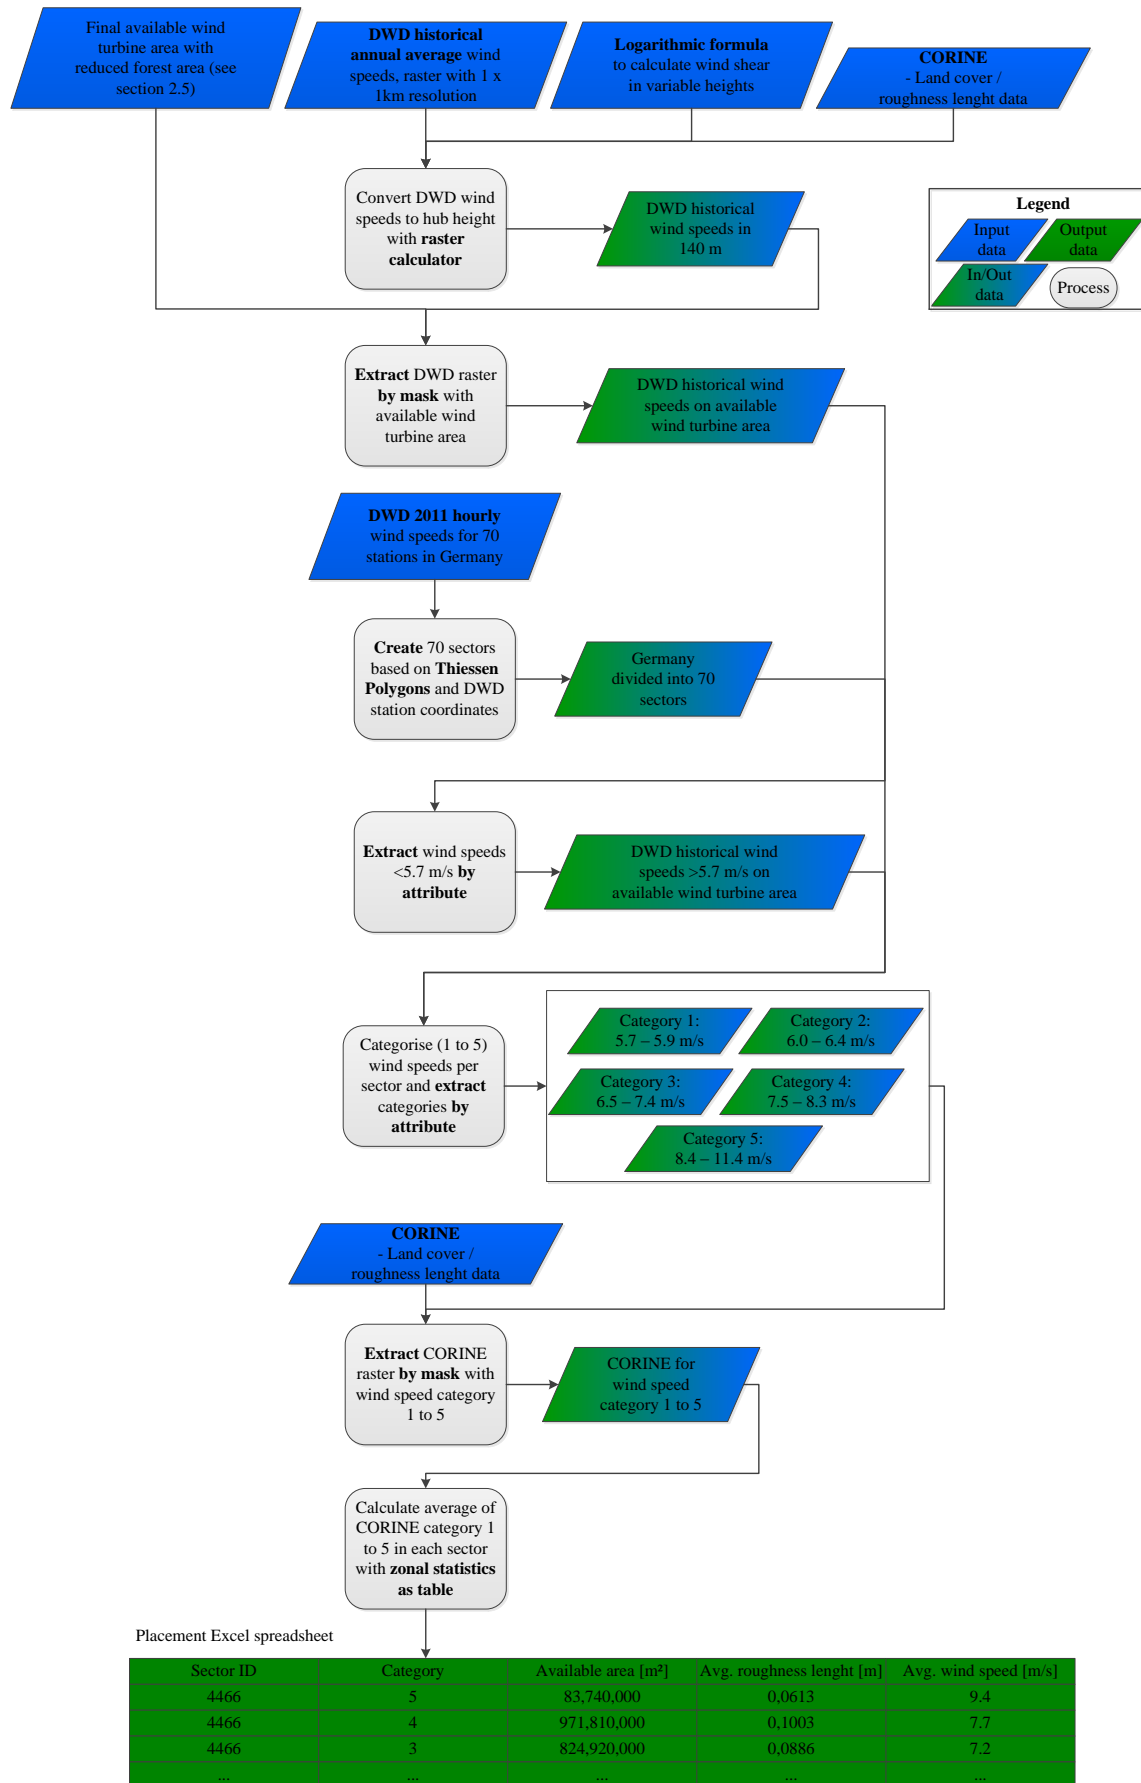 Final available wind
turbine area with
reduced forest area (see
section 2.5)
DWD historical
annual average wind
speeds, raster with 1 x
1km resolution
Logarithmic formula
to calculate wind shear
in variable heights
CORINE
- Land cover /
roughness lenght data
Convert DWD wind
speeds to hub height
with raster
calculator
DWD historical
wind speeds in
140 m
Legend
Input
data
Output
data
In/Out
data
Process
Extract DWD raster
by mask with
available wind
turbine area
DWD historical wind
speeds on available
wind turbine area
DWD 2011 hourly
wind speeds for 70
stations in Germany
Create 70 sectors
based on Thiessen
Polygons and DWD
station coordinates
Germany
divided into 70
sectors
Extract wind speeds
<5.7 m/s by
attribute
DWD historical wind
speeds >5.7 m/s on
available wind turbine area
Categorise (1 to 5)
wind speeds per
sector and extract
categories by
attribute
Category 1:
5.7 – 5.9 m/s
Category 2:
6.0 – 6.4 m/s
Category 3:
6.5 – 7.4 m/s
Category 4:
7.5 – 8.3 m/s
Category 5:
8.4 – 11.4 m/s
CORINE
- Land cover /
roughness lenght data
Extract CORINE
raster by mask with
wind speed category
1 to 5
CORINE for
wind speed
category 1 to 5
Calculate average of
CORINE category 1
to 5 in each sector
with zonal statistics
as table
Placement Excel spreadsheet
Sector ID Category Available area [m²] Avg. roughness lenght [m] Avg. wind speed [m/s]
4466 5 83,740,000 0,0613 9.4
4466 4 971,810,000 0,1003 7.7
4466 3 824,920,000 0,0886 7.2
... ... ... ... ...